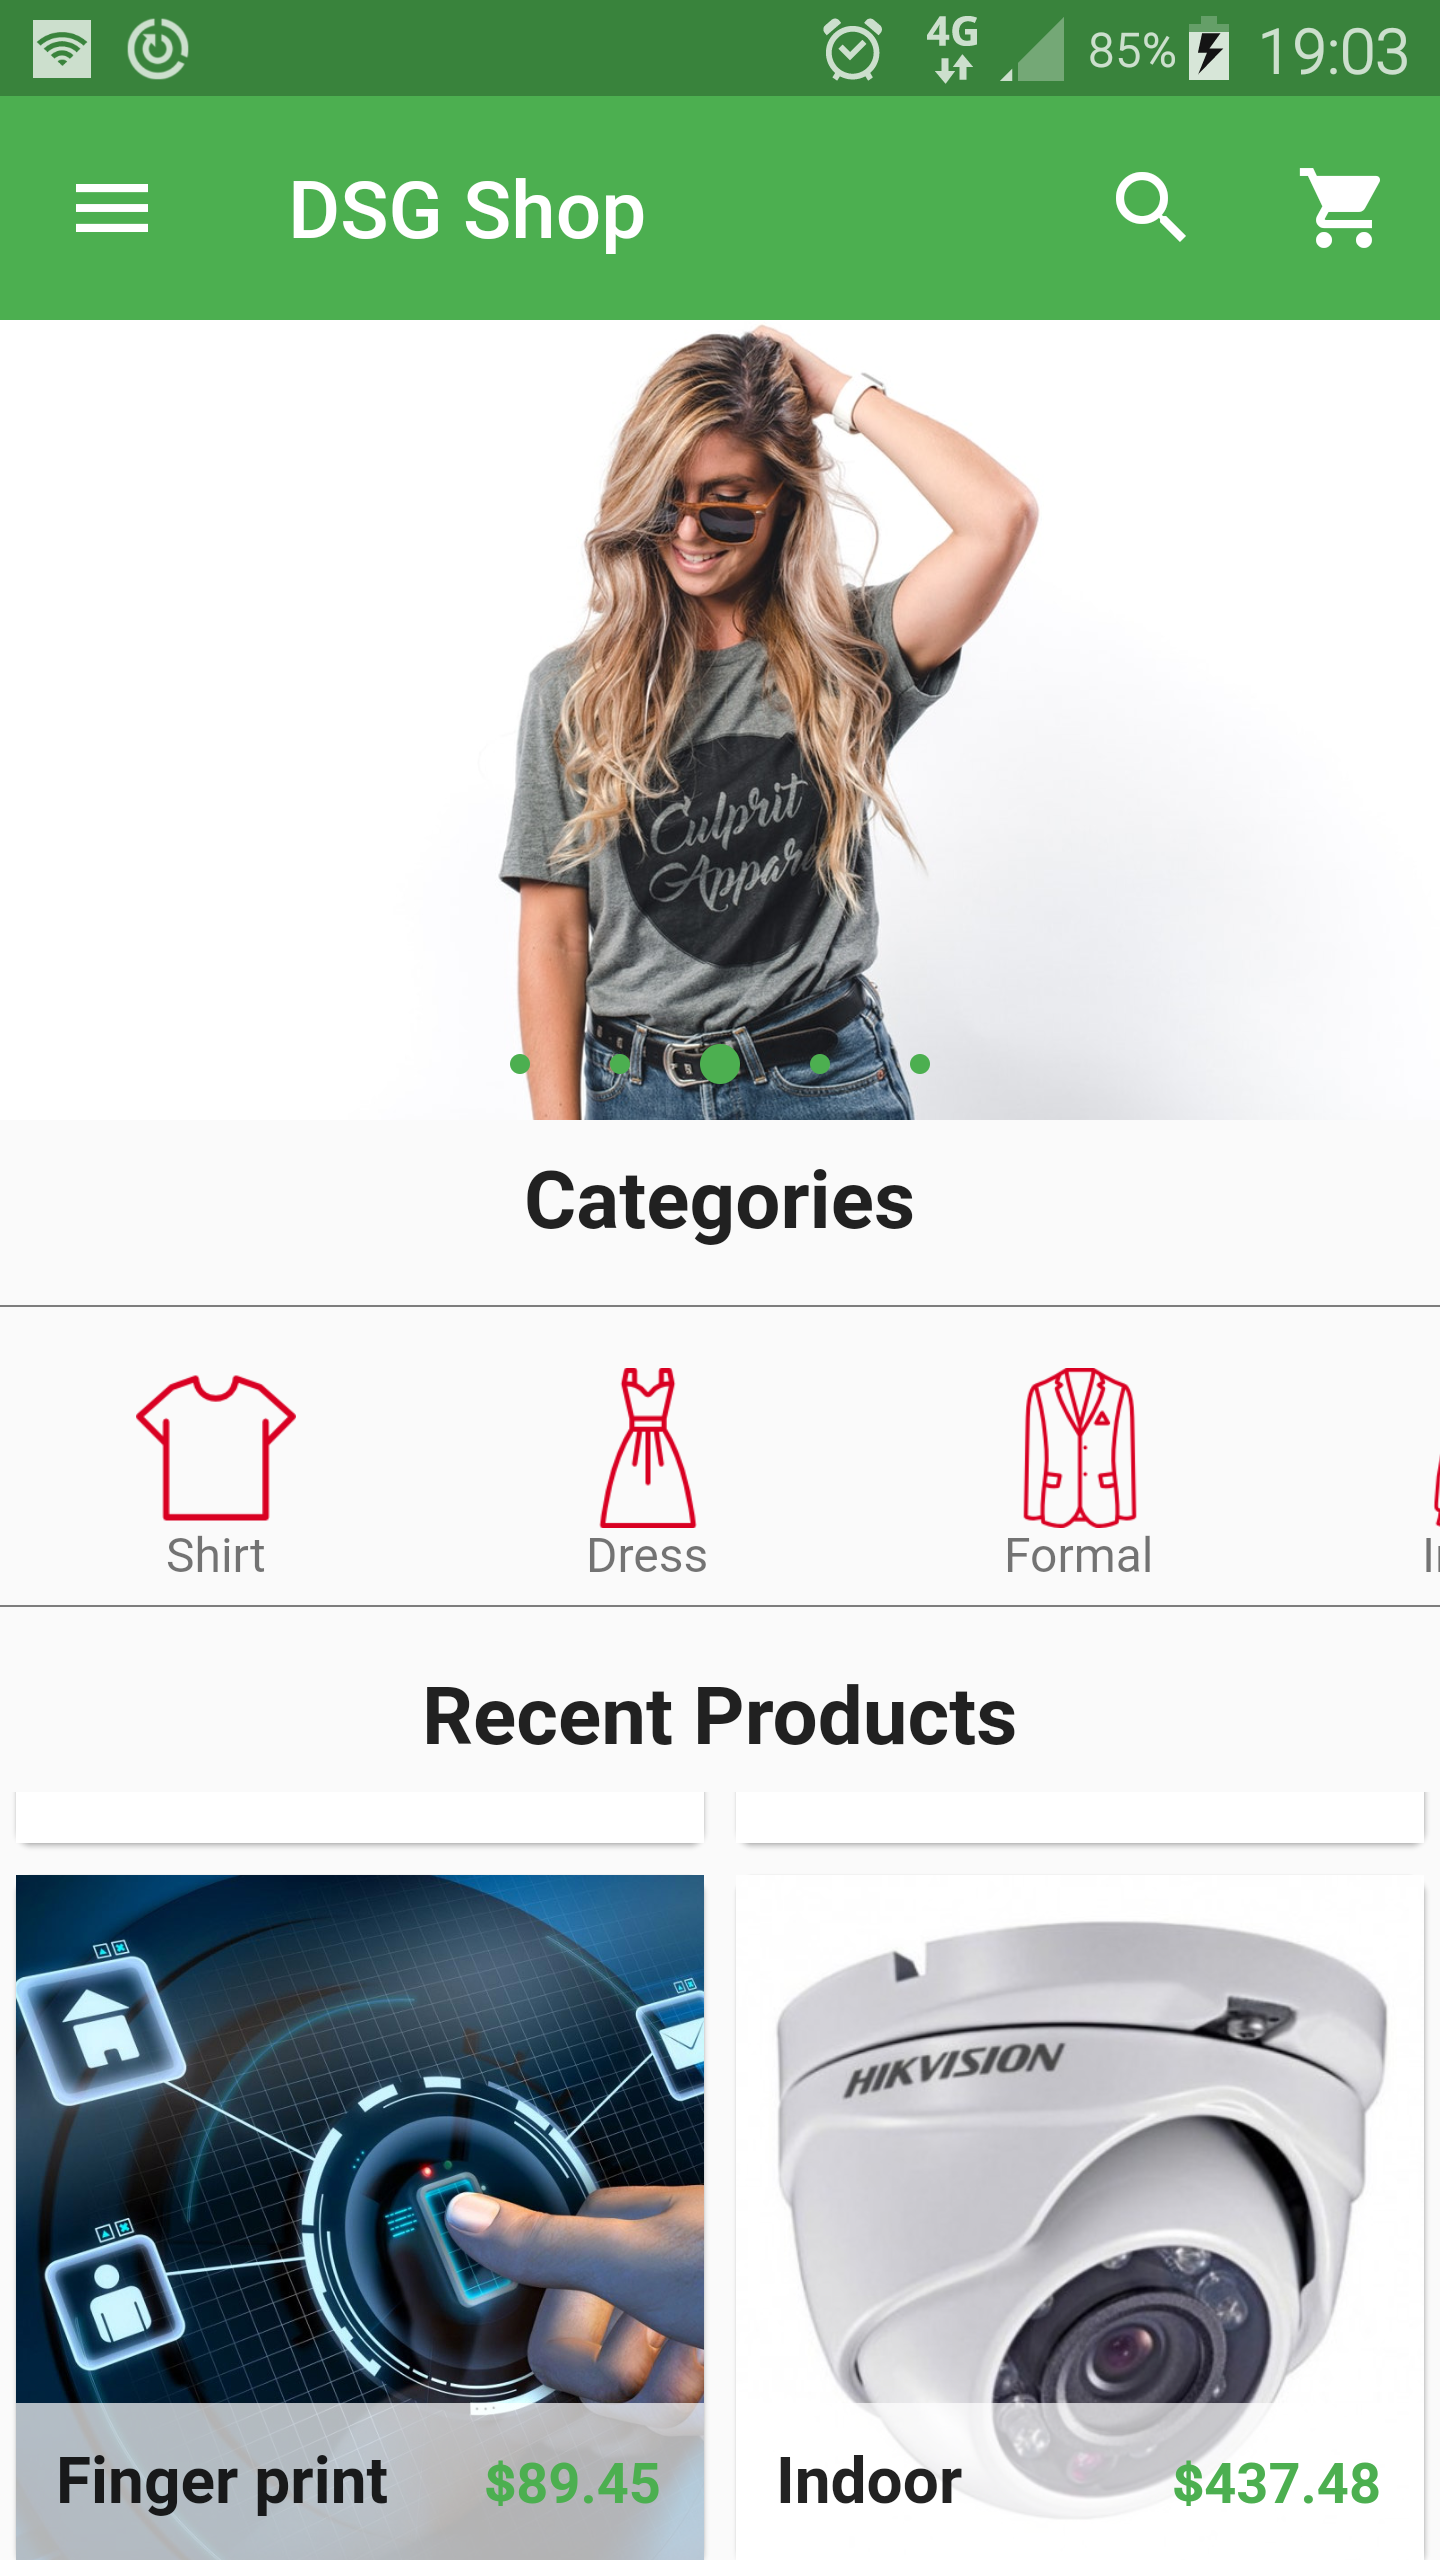 4G 85% 19:03
DSG Shop
Culprit
Appare
Categories
Shirt Dress Formal
Recent Products
HIKVISION
Finger print $89.45 Indoor $437.48